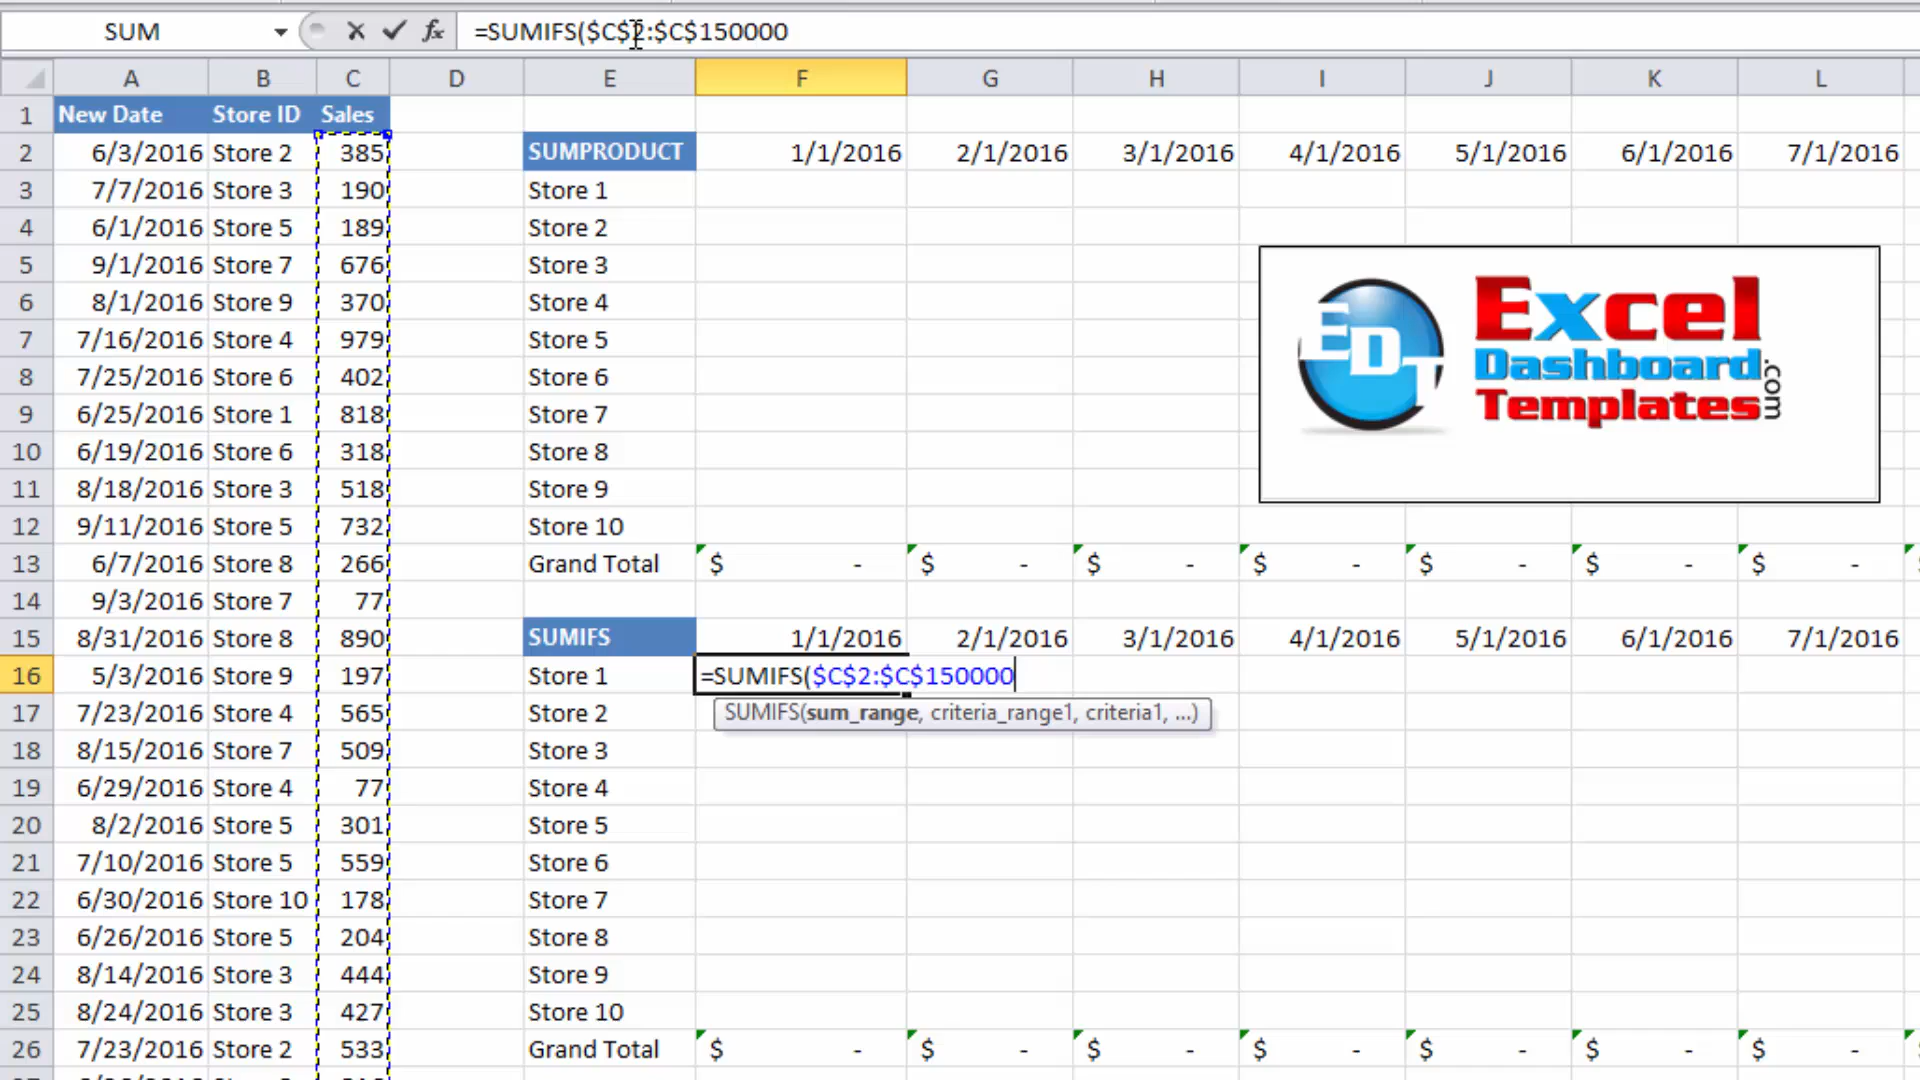 SUM =SUMIFS($C$2:$C$150000
A B C D E F G H I J K L
1 New Date Store ID Sales
2 6/3/2016 Store 2 385 SUMPRODUCT 1/1/2016 2/1/2016 3/1/2016 4/1/2016 5/1/2016 6/1/2016 7/1/2016
3 7/7/2016 Store 3 190 Store 1
4 6/1/2016 Store 5 189 Store 2
5 9/1/2016 Store 7 676 Store 3
6 8/1/2016 Store 9 370 Store 4
7 7/16/2016 Store 4 979 Store 5
8 7/25/2016 Store 6 402 Store 6
9 6/25/2016 Store 1 818 Store 7
10 6/19/2016 Store 6 318 Store 8
11 8/18/2016 Store 3 518 Store 9
12 9/11/2016 Store 5 732 Store 10
13 6/7/2016 Store 8 266 Grand Total $ - $ - $ - $ - $ - $ - $ -
14 9/3/2016 Store 7 77
15 8/31/2016 Store 8 890 SUMIFS 1/1/2016 2/1/2016 3/1/2016 4/1/2016 5/1/2016 6/1/2016 7/1/2016
16 5/3/2016 Store 9 197 Store 1 =SUMIFS($C$2:$C$150000
17 7/23/2016 Store 4 565 Store 2 SUMIFS(sum_range, criteria_range1, criteria1, ...)
18 8/15/2016 Store 7 509 Store 3
19 6/29/2016 Store 4 77 Store 4
20 8/2/2016 Store 5 301 Store 5
21 7/10/2016 Store 5 559 Store 6
22 6/30/2016 Store 10 178 Store 7
23 6/26/2016 Store 5 204 Store 8
24 8/14/2016 Store 3 444 Store 9
25 8/24/2016 Store 3 427 Store 10
26 7/23/2016 Store 2 533 Grand Total $ - $ - $ - $ - $ - $ - $ -
EDT
Excel
Dashboard
Templates
.com